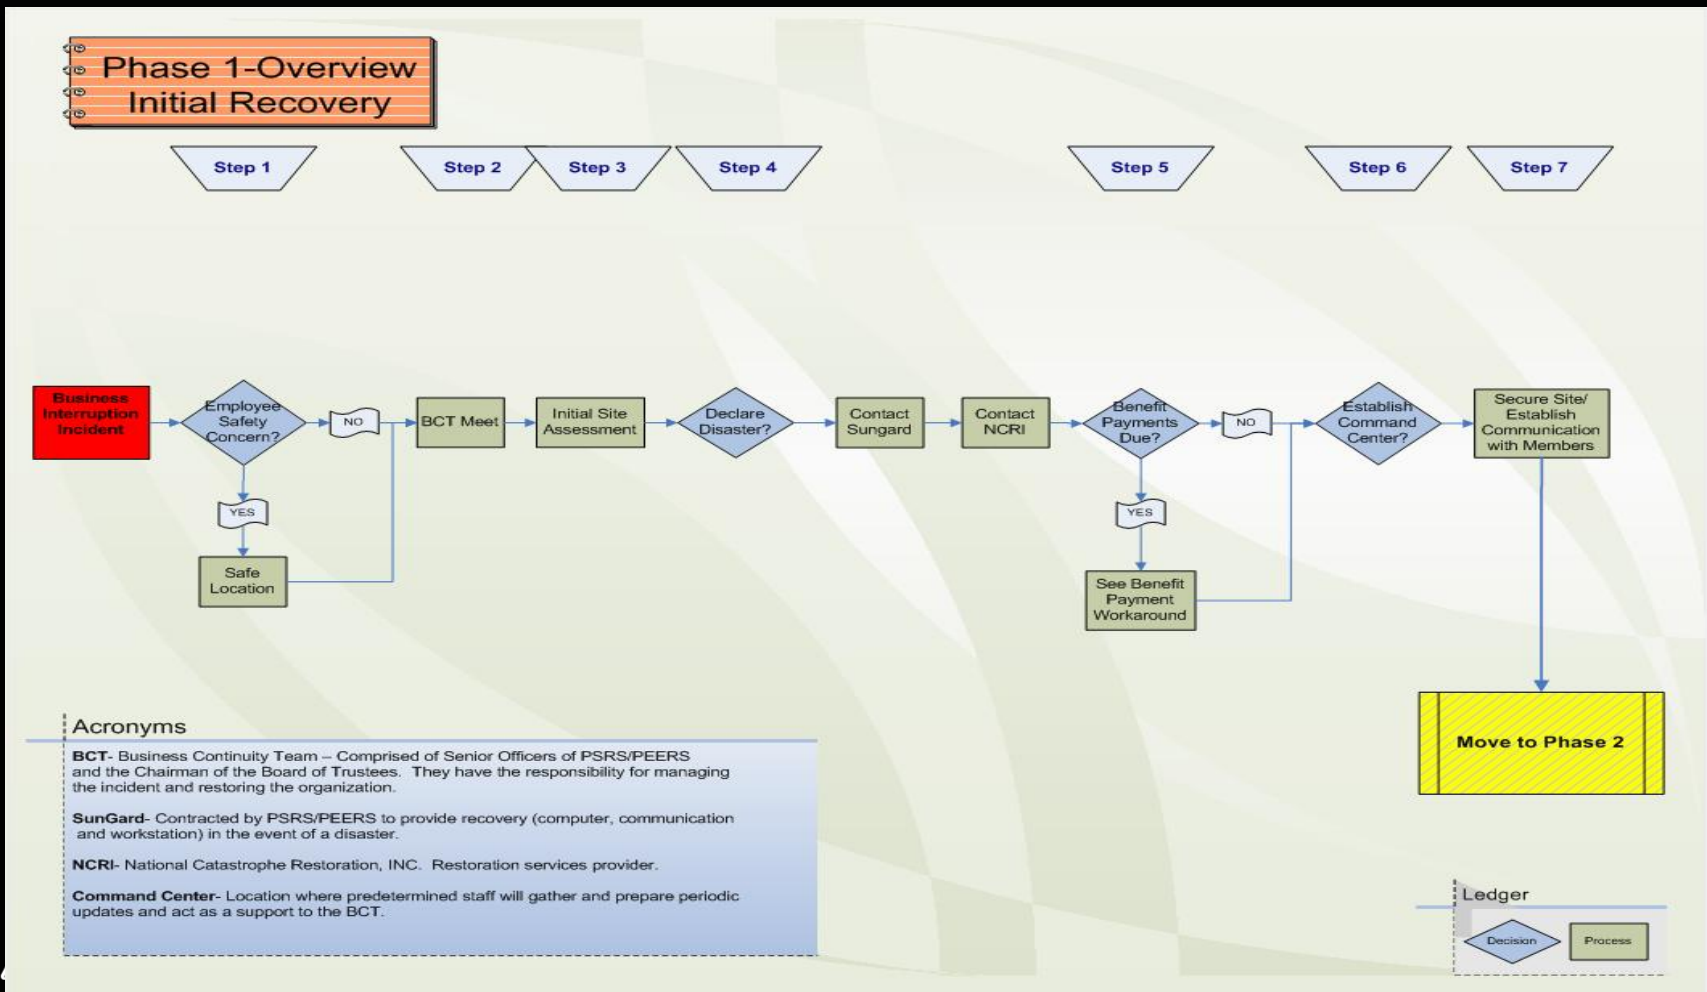 Phase 1-Overview
Initial Recovery
Step 1
Step 2
Step 3
Step 4
Step 5
Step 6
Step 7
Business
Interruption
Incident
Employee
Safety
Concern?
NO
BCT Meet
Initial Site
Assessment
Declare
Disaster?
Contact
Sungard
Contact
NCRI
Benefit
Payments
Due?
NO
Establish
Command
Center?
Secure Site/
Establish
Communication
with Members
YES
YES
Safe
Location
See Benefit
Payment
Workaround
Move to Phase 2
Acronyms
BCT- Business Continuity Team – Comprised of Senior Officers of PSRS/PEERS
and the Chairman of the Board of Trustees. They have the responsibility for managing
the incident and restoring the organization.
SunGard- Contracted by PSRS/PEERS to provide recovery (computer, communication
and workstation) in the event of a disaster.
NCRI- National Catastrophe Restoration, INC. Restoration services provider.
Command Center- Location where predetermined staff will gather and prepare periodic
updates and act as a support to the BCT.
Ledger
Decision
Process